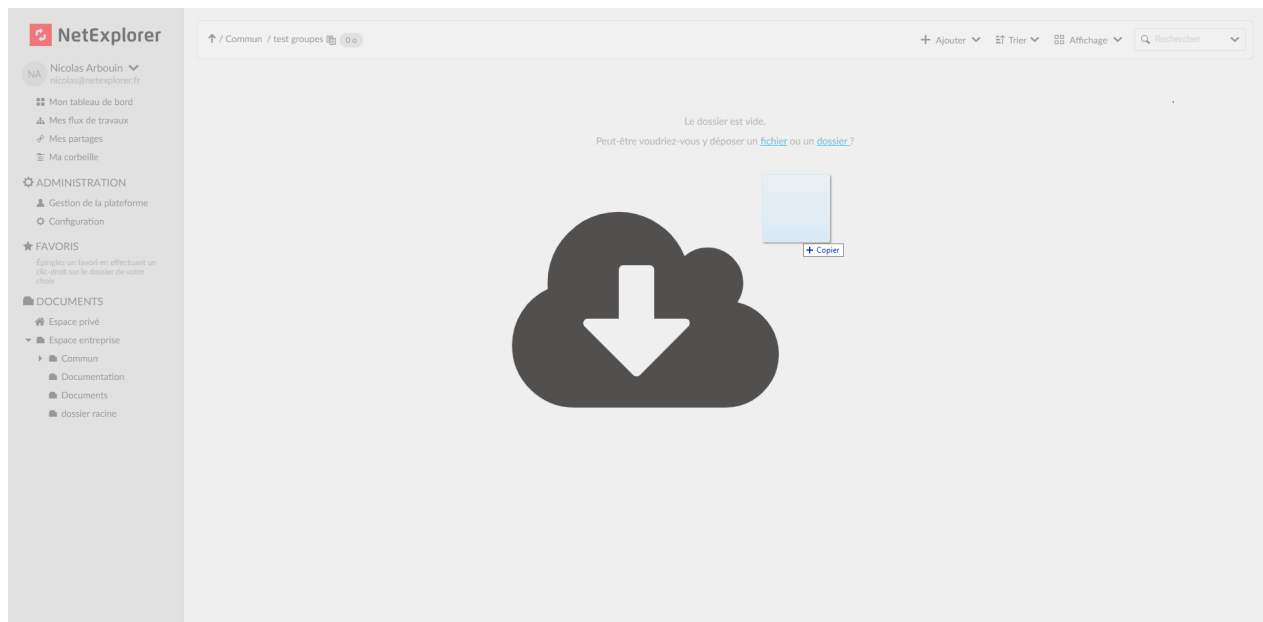 NetExplorer
NA
Nicolas Arbouin
nicolas@netexplorer.fr
Mon tableau de bord
Mes flux de travaux
Mes partages
Ma corbeille
ADMINISTRATION
Gestion de la plateforme
Configuration
FAVORIS
Épinglez un favori en effectuant un
clic-droit sur le dossier de votre
choix
DOCUMENTS
Espace privé
Espace entreprise
Commun
Documentation
Documents
dossier racine
/ Commun / test groupes 0 o
Ajouter Trier Affichage Rechercher
Le dossier est vide.
Peut-être voudriez-vous y déposer un fichier ou un dossier ?
+ Copier